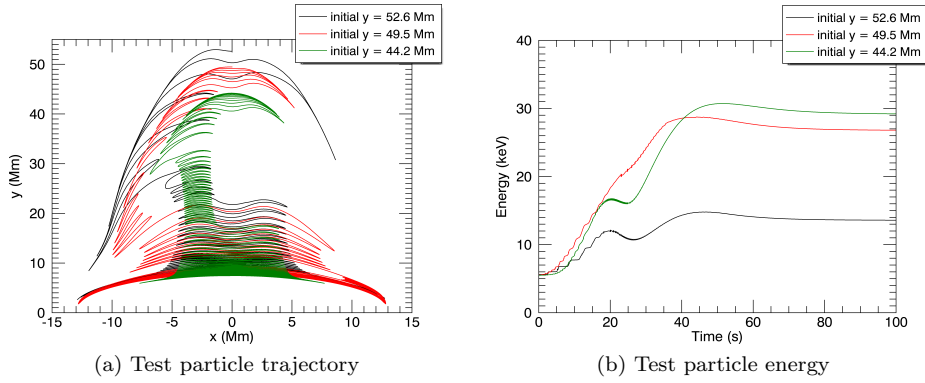 initial y = 52.6 Mm
initial y = 49.5 Mm
initial y = 44.2 Mm
50
40
30
20
10
0
y (Mm)
-15
-10
-5
0
5
10
15
x (Mm)
(a) Test particle trajectory
initial y = 52.6 Mm
initial y = 49.5 Mm
initial y = 44.2 Mm
40
30
20
10
0
Energy (keV)
0
20
40
60
80
100
Time (s)
(b) Test particle energy